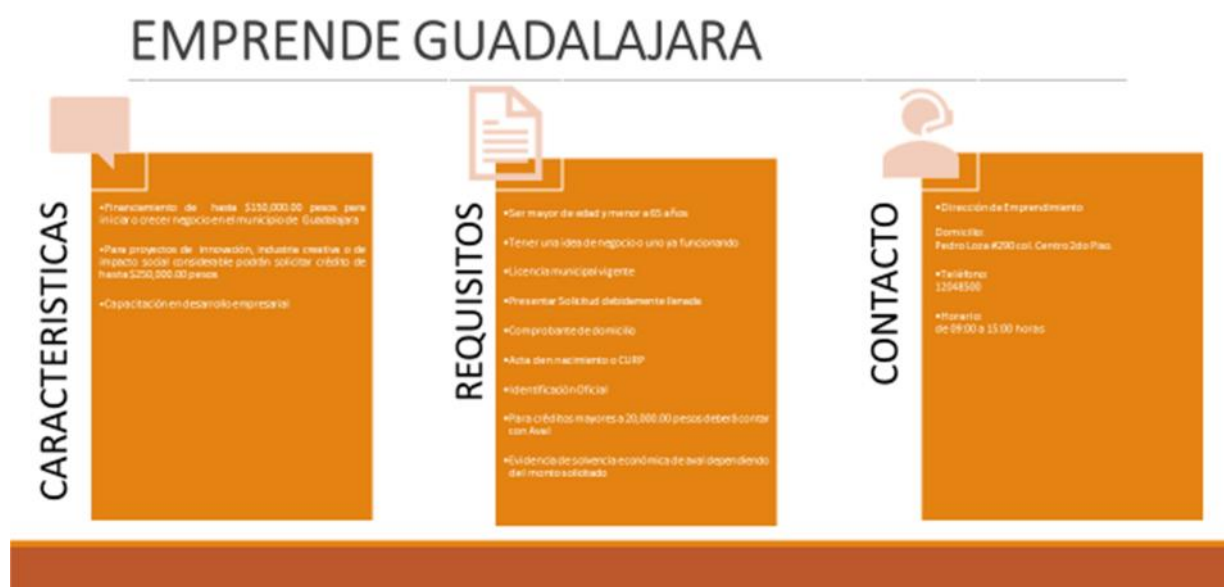 EMPRENDE GUADALAJARA
CARACTERISTICAS
•Financiamiento de hasta $150,000.00 pesos para
iniciar o crecer negocio en el municipio de Guadalajara
•Para proyectos de Innovación, industria creativa o de
impacto social considerable podrán solicitar crédito de
hasta $250,000.00 pesos
•Capacitación en desarrollo empresarial
REQUISITOS
•Ser mayor de edad y menor a 65 años
•Tener una idea de negocio o uno ya funcionando
•Licencia municipal vigente
•Presentar Solicitud debidamente llenada
•Comprobante de domicilio
•Acta den nacimiento o CURP
•Identificación Oficial
•Para créditos mayores a 20,000.00 pesos deberá contar
con Aval
•Evidencia de solvencia económica de aval dependiendo
del monto solicitado
CONTACTO
•Dirección de Emprendimiento
Domicilio:
Pedro Loza #290 col. Centro 2do Piso.
•Teléfono:
12048500
•Horario:
de 09:00 a 15:00 horas